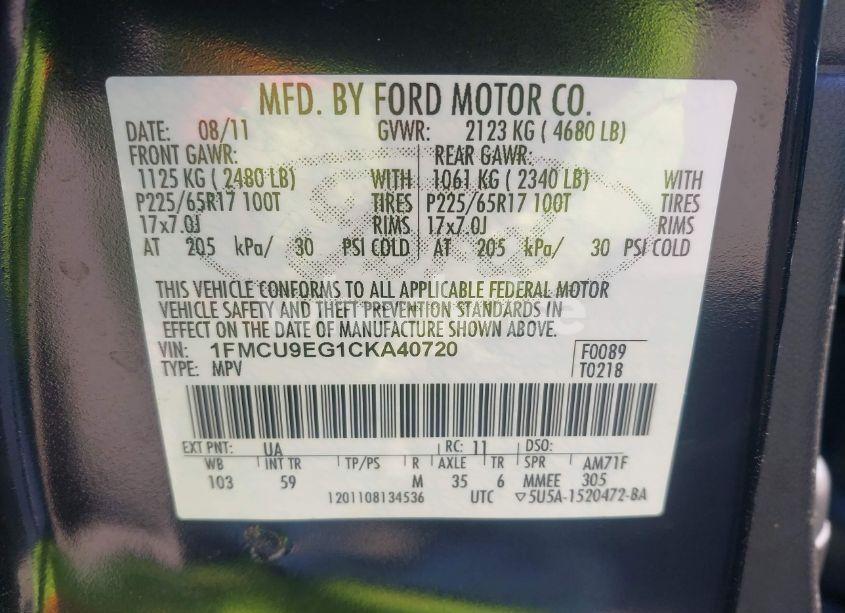 MFD. BY FORD MOTOR CO.
DATE: 08/11 GVWR: 2123 KG ( 4680 LB)
FRONT GAWR: REAR GAWR:
1125 KG ( 2480 LB) WITH 1061 KG ( 2340 LB) WITH
P225/65R17 100T TIRES P225/65R17 100T TIRES
17x7.0J RIMS 17x7.0J RIMS
AT 205 kPa/ 30 PSI COLD AT 205 kPa/ 30 PSI COLD
THIS VEHICLE CONFORMS TO ALL APPLICABLE FEDERAL MOTOR
VEHICLE SAFETY AND THEFT PREVENTION STANDARDS IN
EFFECT ON THE DATE OF MANUFACTURE SHOWN ABOVE.
VIN: 1FMCU9EG1CKA40720 F0089
TYPE: MPV T0218
EXT PNT: UA RC: 11 DSO:
WB INT TR TP/PS R AXLE TR SPR AM71F
103 59 M 35 6 MMEE 305
1201108134536 UTC ▽5U5A-1520472-BA